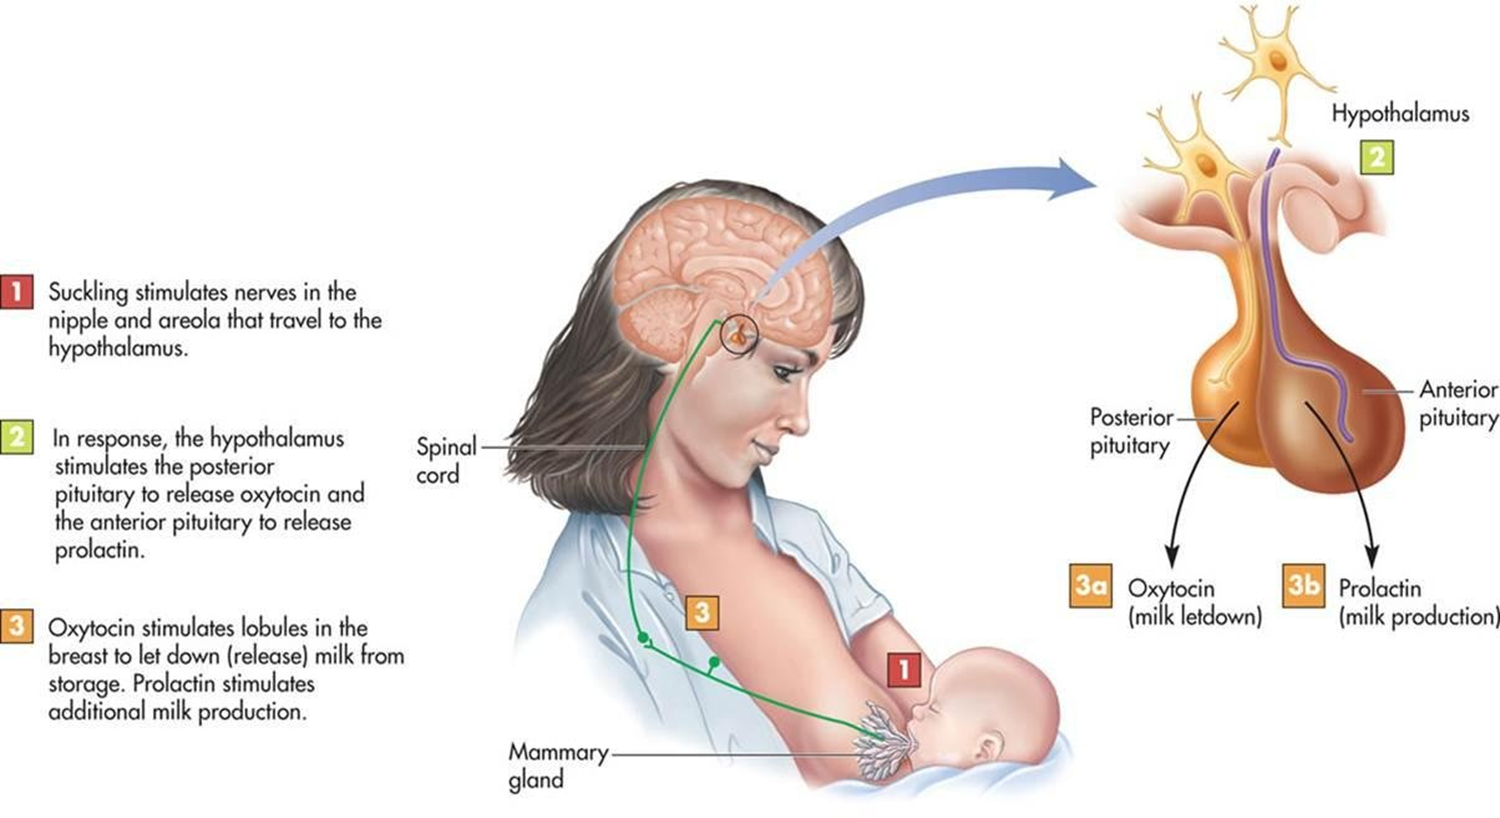 Hypothalamus
2
1
Suckling stimulates nerves in the
nipple and areola that travel to the
hypothalamus.
2
In response, the hypothalamus
stimulates the posterior
pituitary to release oxytocin and
the anterior pituitary to release
prolactin.
3
Oxytocin stimulates lobules in the
breast to let down (release) milk from
storage. Prolactin stimulates
additional milk production.
Spinal
cord
3
1
Mammary
gland
Posterior
pituitary
Anterior
pituitary
3a
Oxytocin
(milk letdown)
3b
Prolactin
(milk production)